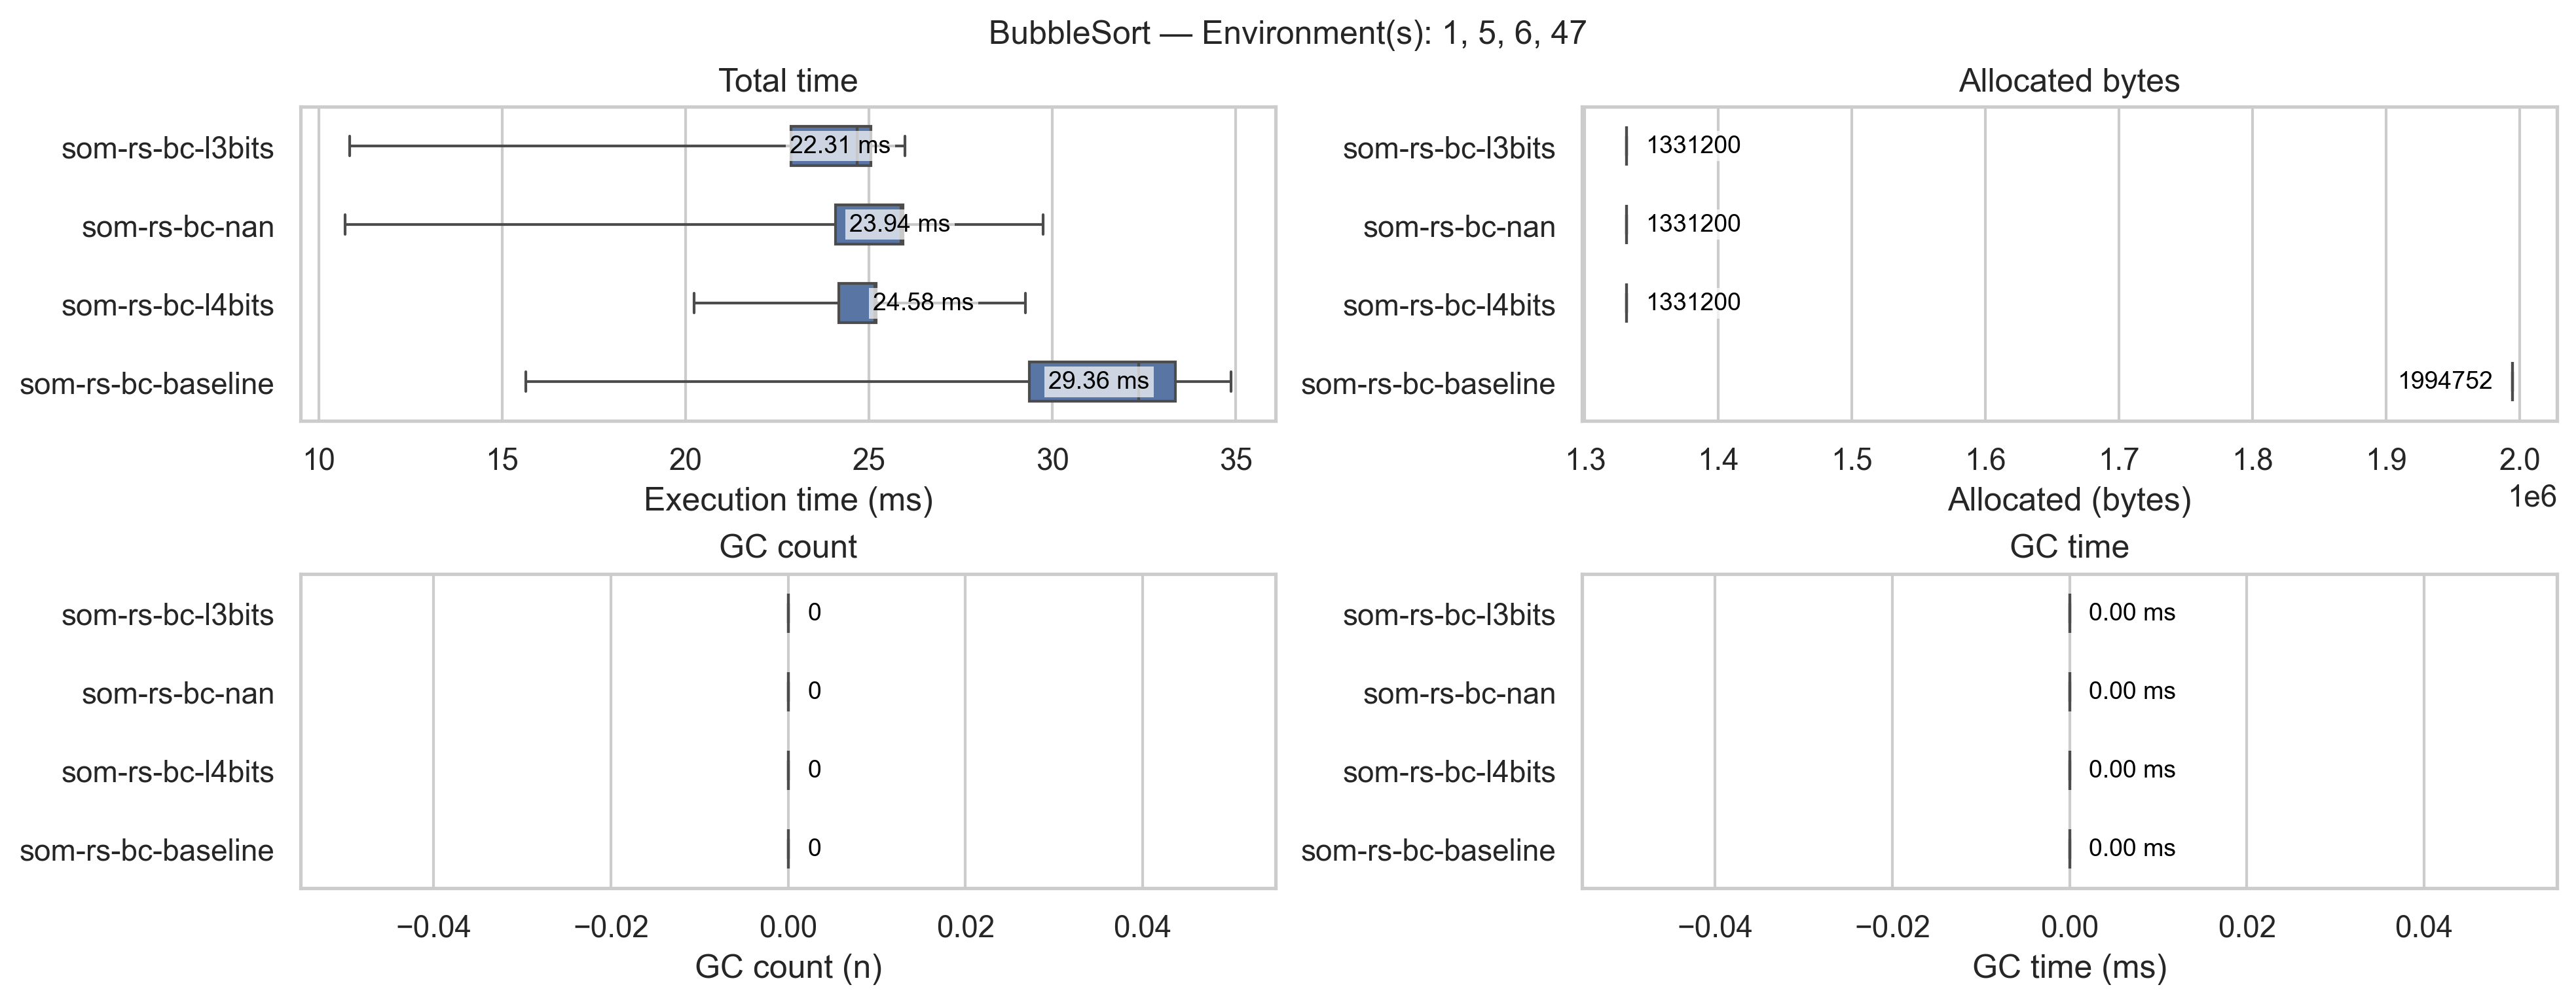 BubbleSort — Environment(s): 1, 5, 6, 47
Total time
som-rs-bc-l3bits
22.31 ms
som-rs-bc-nan
23.94 ms
som-rs-bc-l4bits
24.58 ms
som-rs-bc-baseline
29.36 ms
10 15 20 25 30 35
Execution time (ms)
Allocated bytes
som-rs-bc-l3bits
1331200
som-rs-bc-nan
1331200
som-rs-bc-l4bits
1331200
som-rs-bc-baseline
1994752
1.3 1.4 1.5 1.6 1.7 1.8 1.9 2.0
1e6
Allocated (bytes)
GC count
som-rs-bc-l3bits
0
som-rs-bc-nan
0
som-rs-bc-l4bits
0
som-rs-bc-baseline
0
−0.04 −0.02 0.00 0.02 0.04
GC count (n)
GC time
som-rs-bc-l3bits
0.00 ms
som-rs-bc-nan
0.00 ms
som-rs-bc-l4bits
0.00 ms
som-rs-bc-baseline
0.00 ms
−0.04 −0.02 0.00 0.02 0.04
GC time (ms)